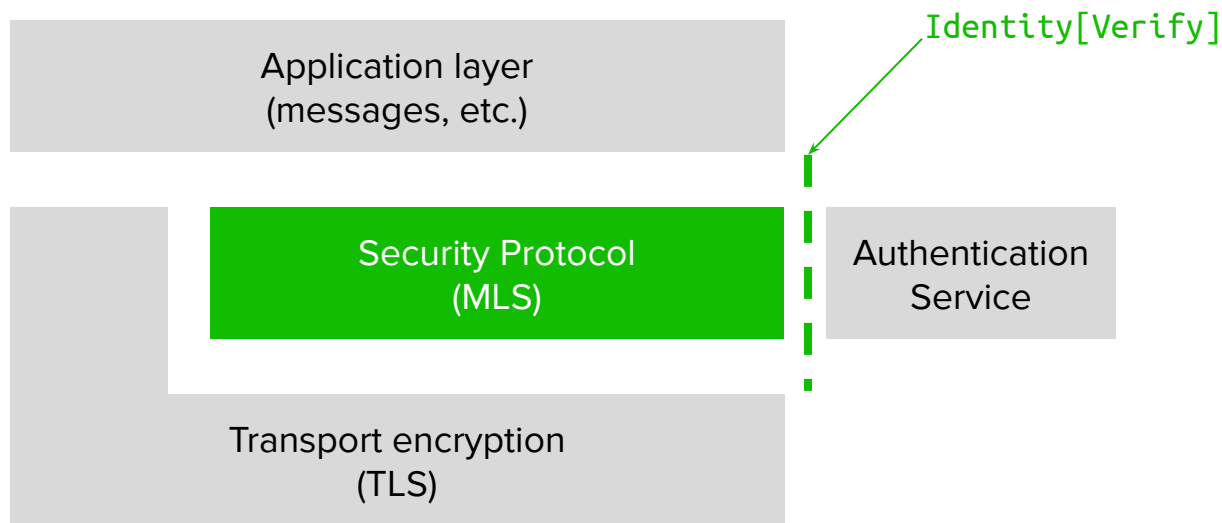 Identity[Verify]
Application layer
(messages, etc.)
Security Protocol
(MLS)
Authentication
Service
Transport encryption
(TLS)